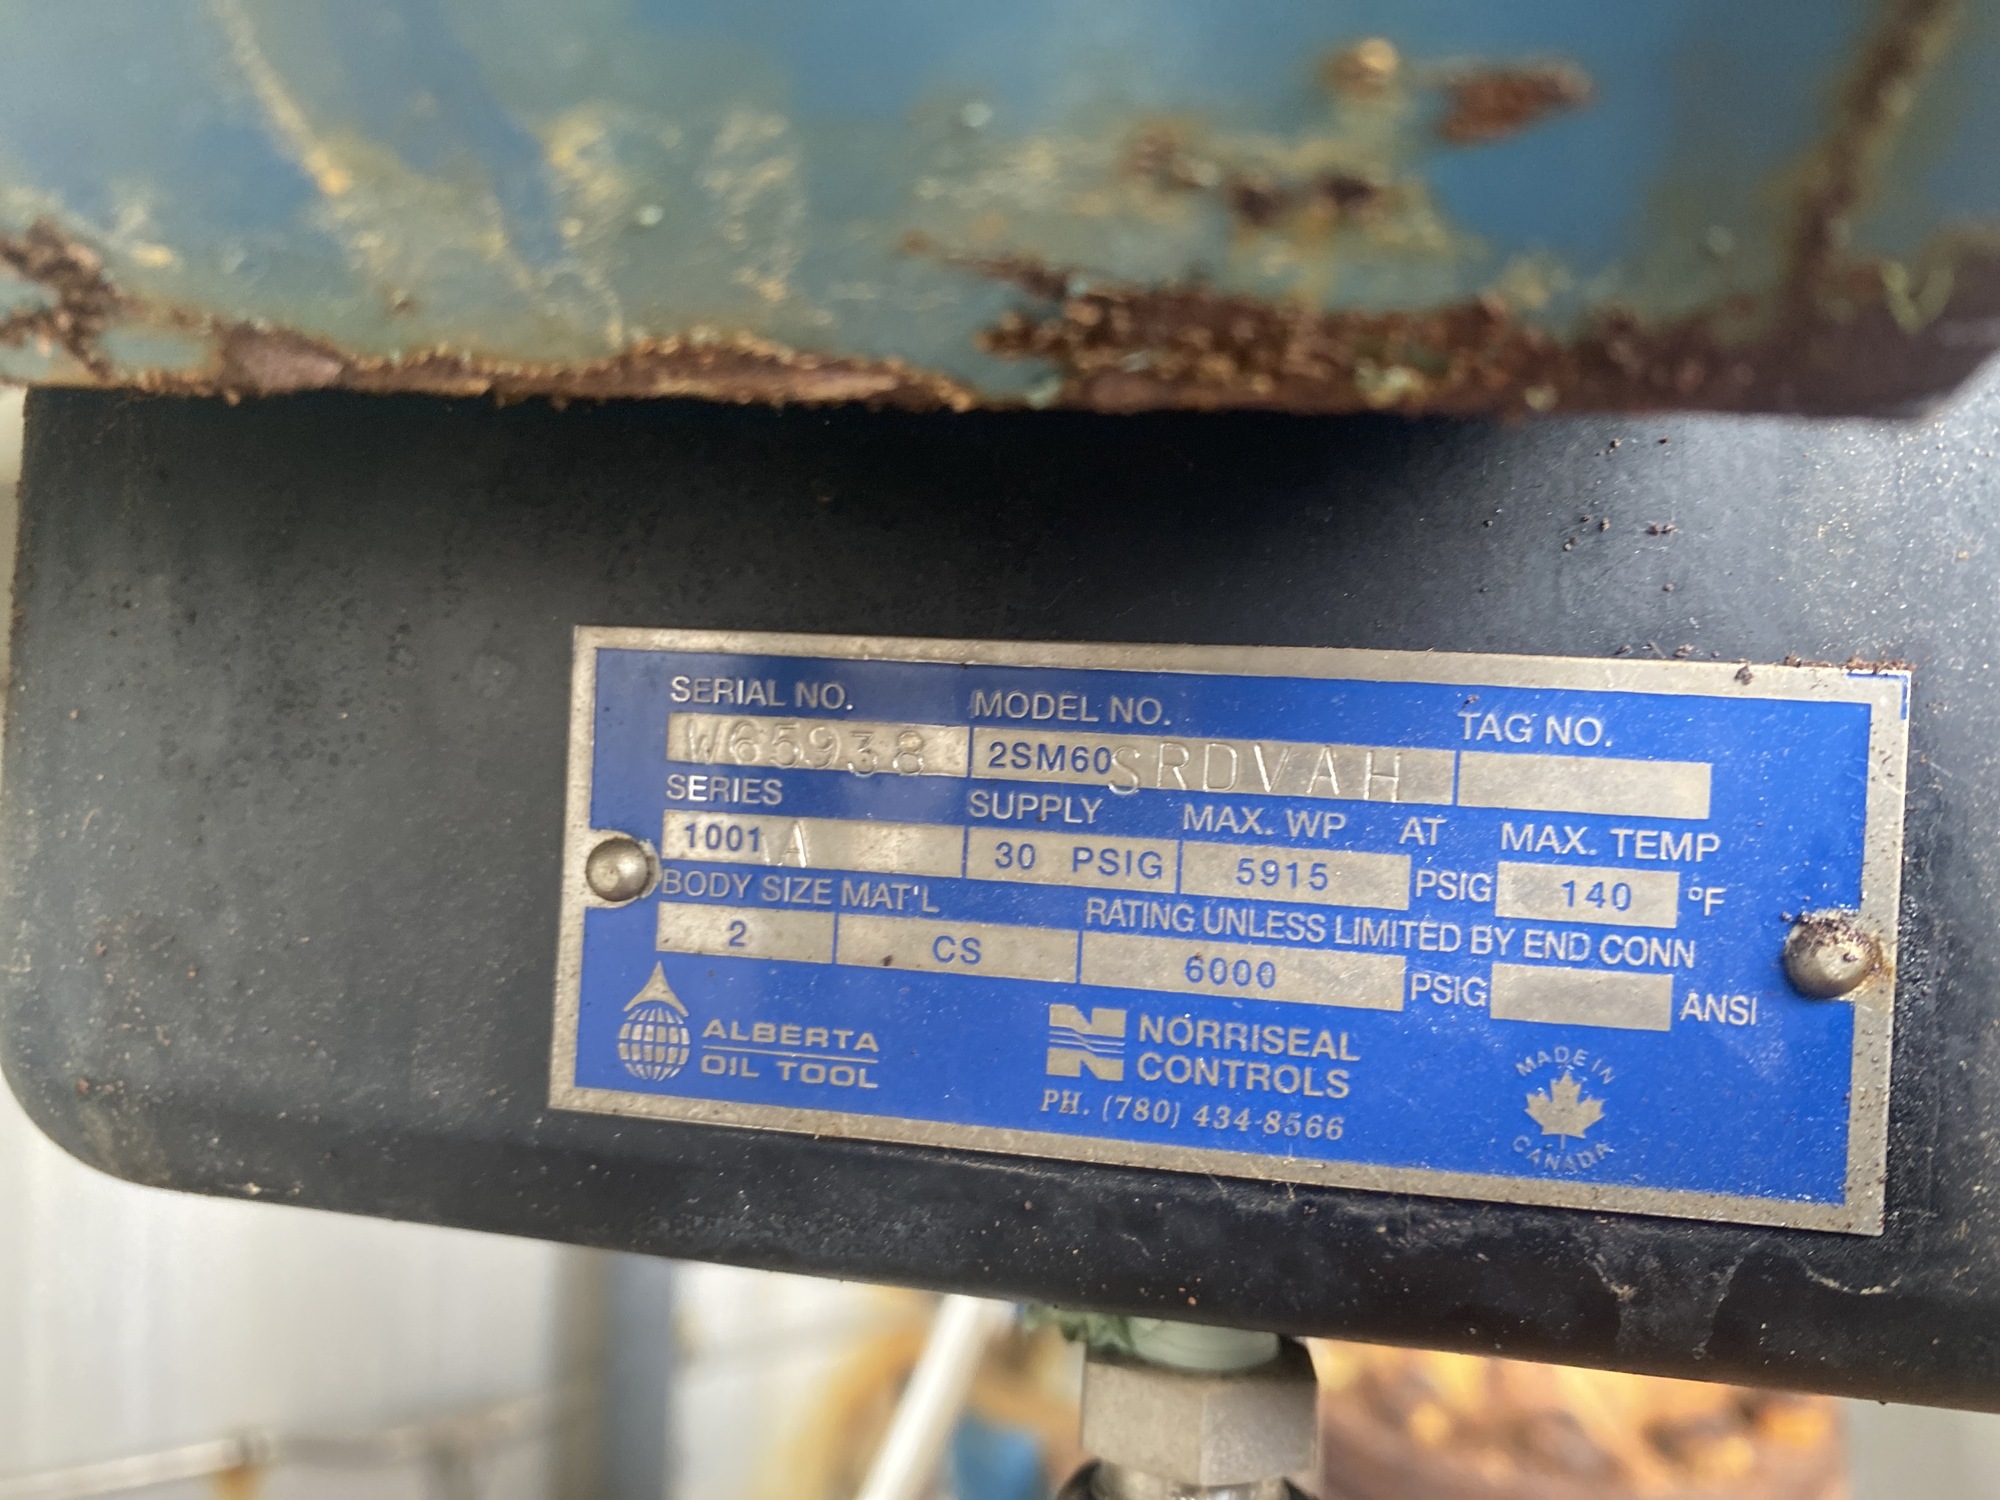 SERIAL NO. MODEL NO. TAG NO.
W65938 2SM60SRDVAH
SERIES SUPPLY MAX. WP AT MAX. TEMP
1001 A 30 PSIG 5915 PSIG 140 °F
BODY SIZE MAT'L RATING UNLESS LIMITED BY END CONN
2 CS 6000 PSIG ANSI
ALBERTA
OIL TOOL
NORRISEAL
CONTROLS
PH. (780) 434-8566
MADE IN
CANADA